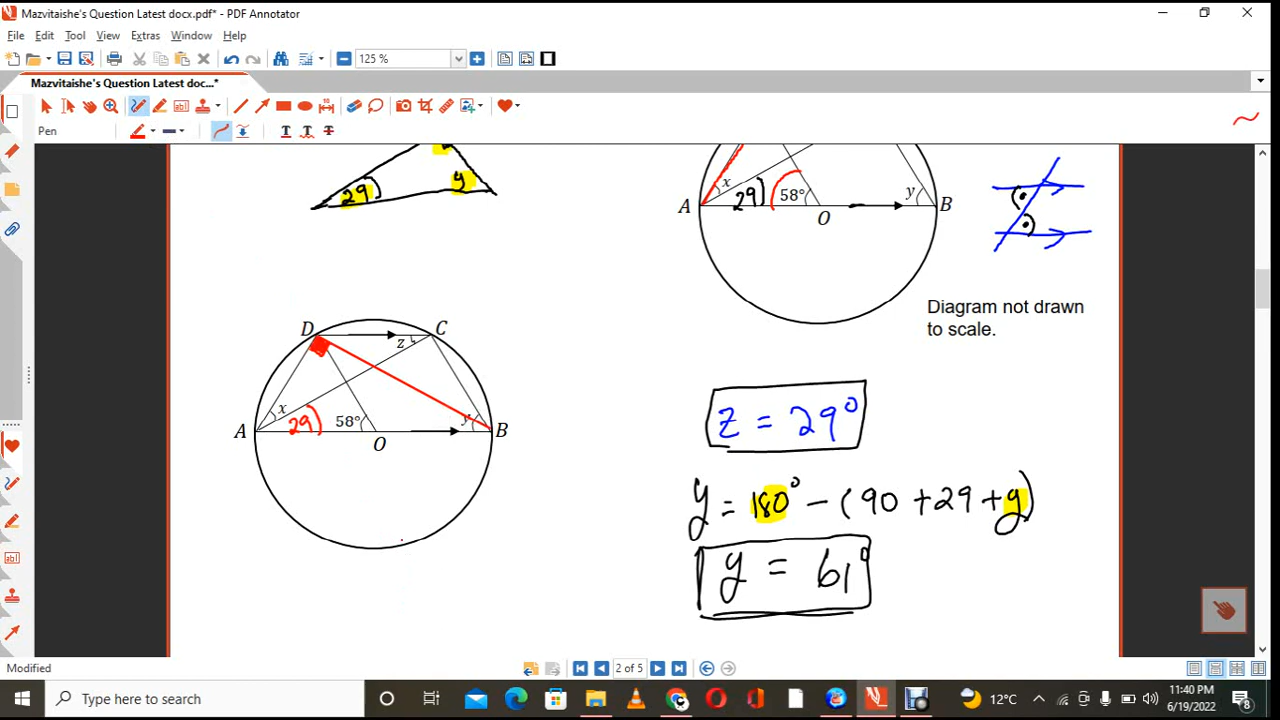 Mazvitaishe's Question Latest docx.pdf* - PDF Annotator
File Edit Tool View Extras Window Help
125 %
Mazvitaishe's Question Latest doc...*
Pen
29 y
x 29 58° y
A O B
Diagram not drawn
to scale.
D C
z
x 29 58° y
A O B
z = 29°
y = 180° - (90 + 29 + y)
y = 61°
Modified
2 of 5
Type here to search
12°C
11:40 PM
6/19/2022
8